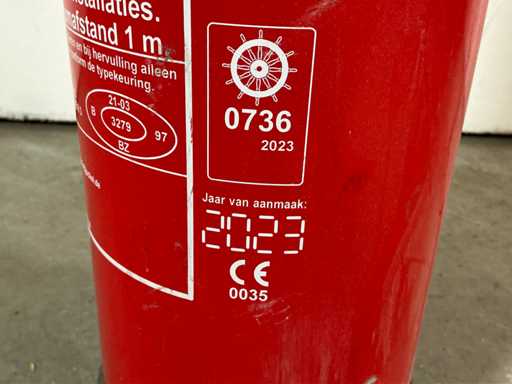 stallaties.
afstand 1 m.
en bij hervulling alleen
de typekeuring.
21-03
B
3279
97
BZ
0736
2023
Jaar van aanmaak:
2023
CE
0035